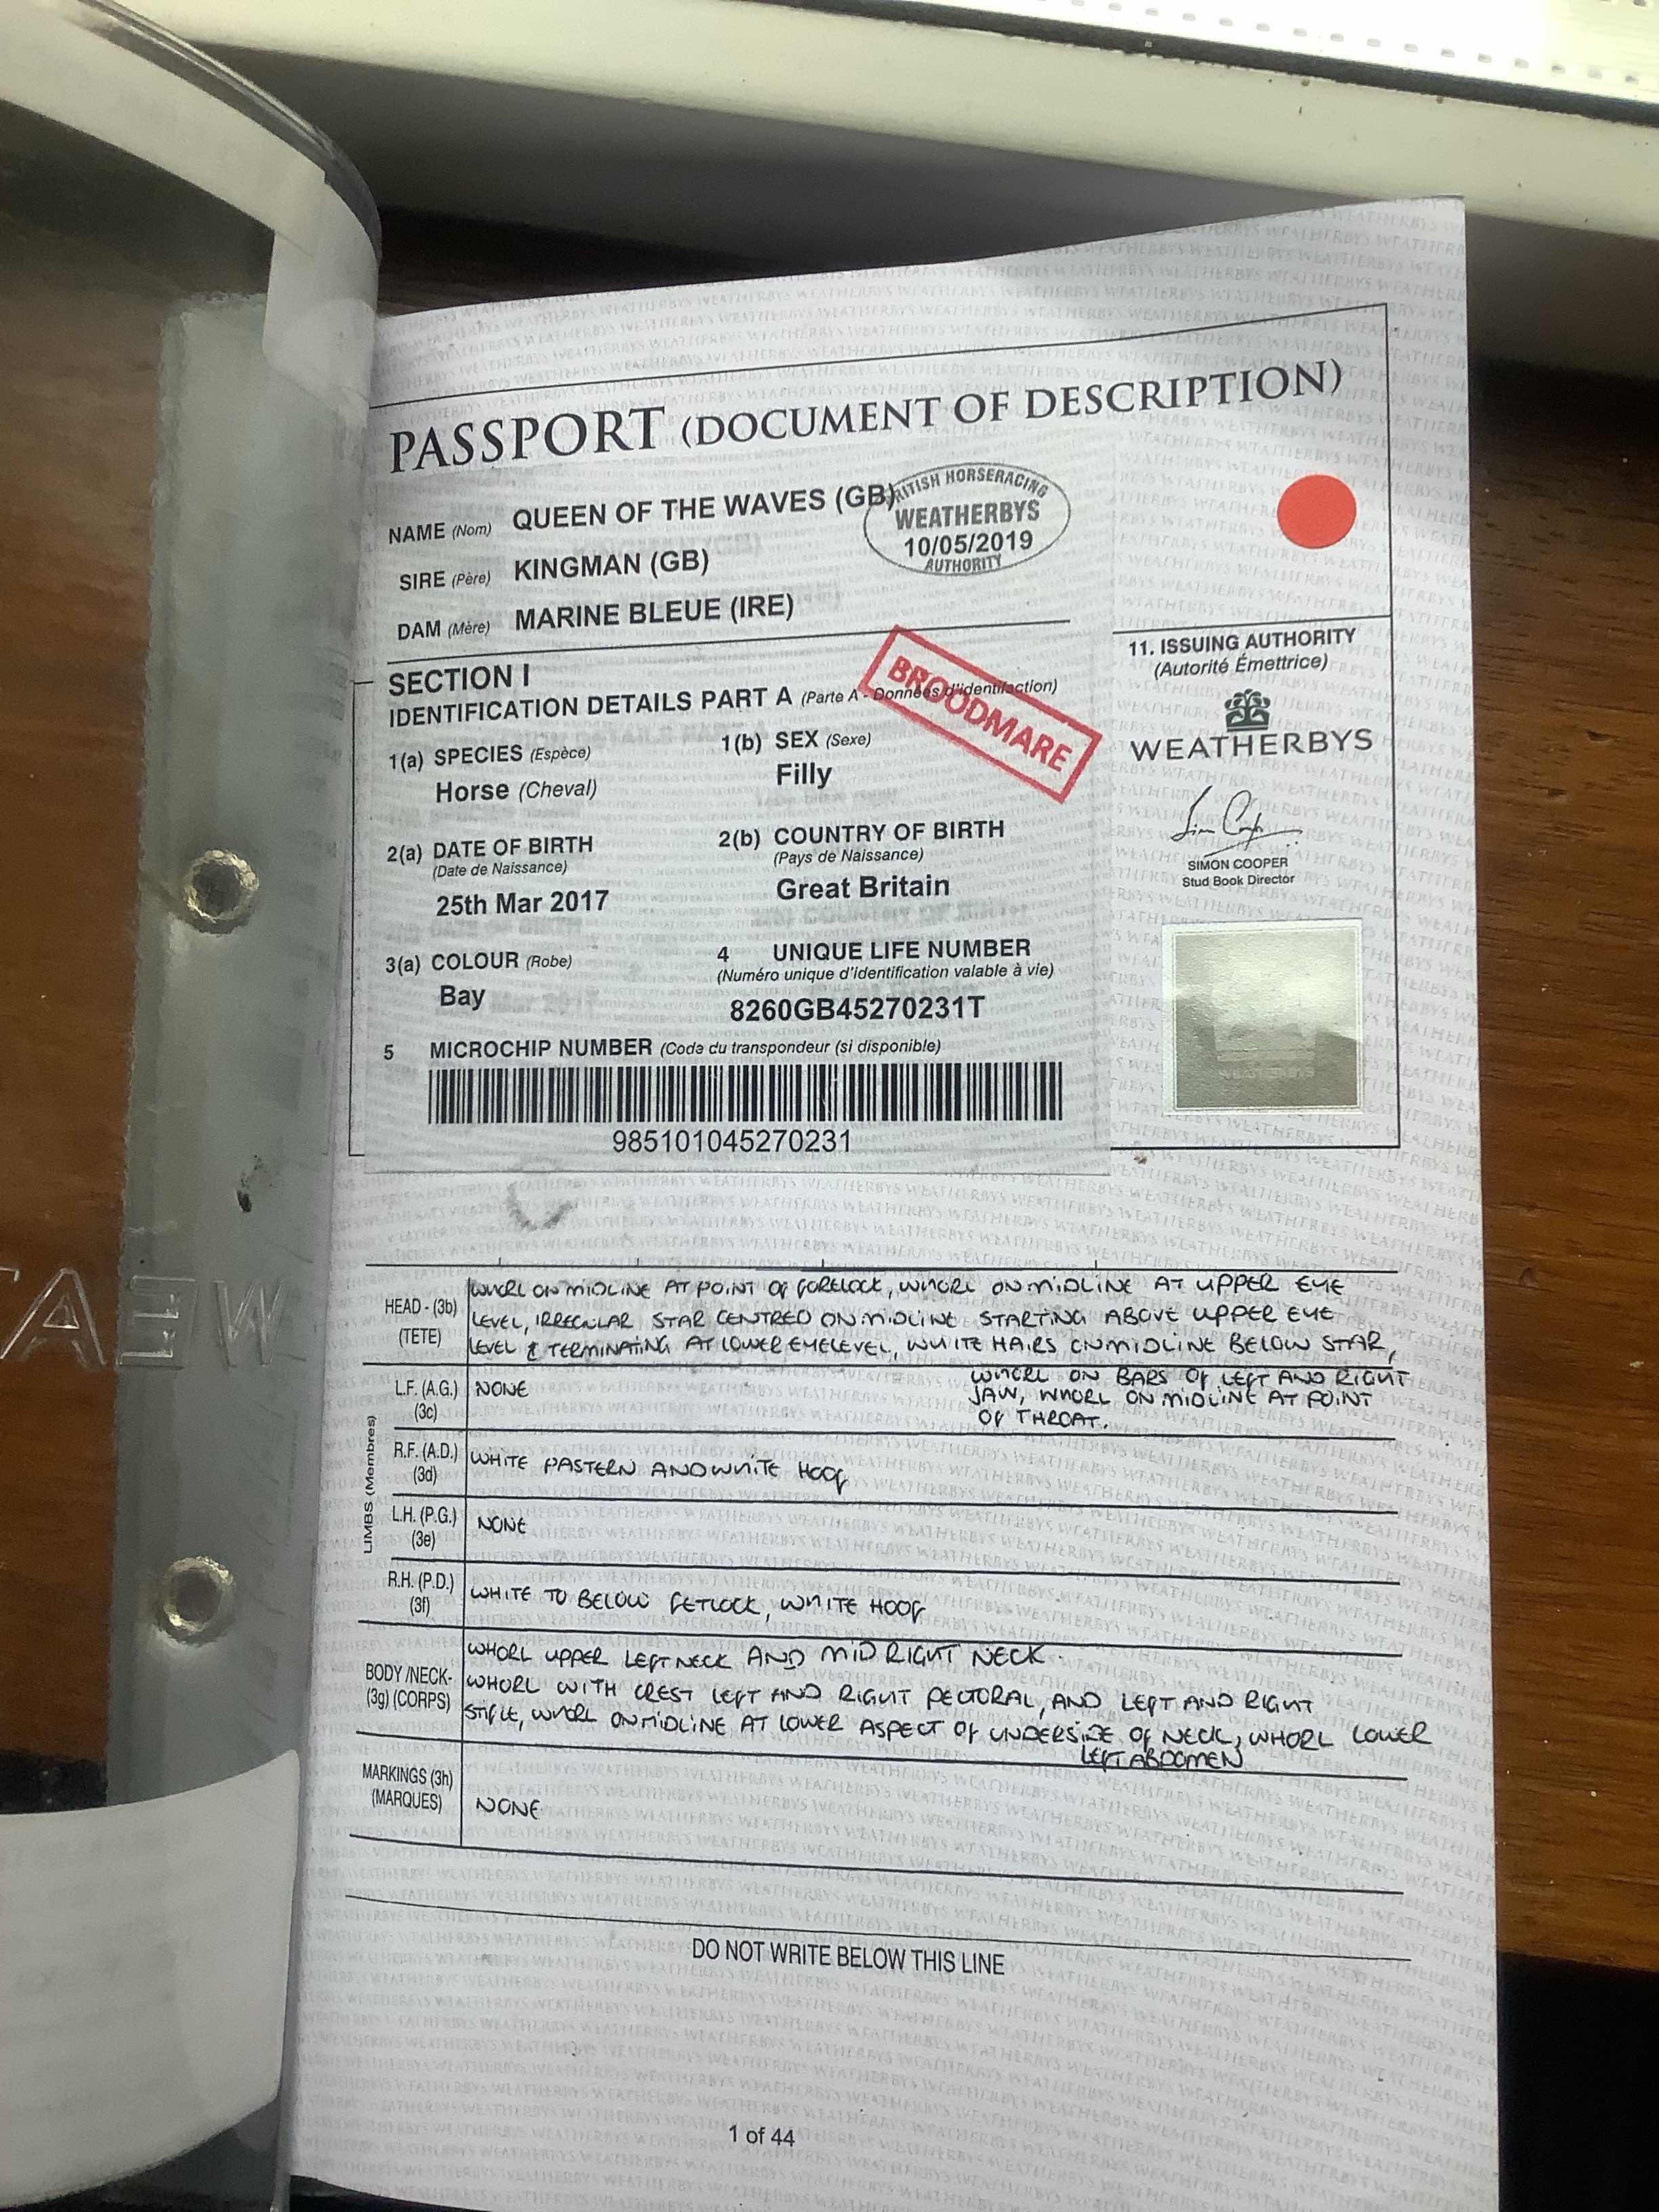 PASSPORT (DOCUMENT OF DESCRIPTION)
NAME (Nom) QUEEN OF THE WAVES (GB)
SIRE (Père) KINGMAN (GB)
DAM (Mère) MARINE BLEUE (IRE)
BRITISH HORSERACING
WEATHERBYS
10/05/2019
AUTHORITY
SECTION I
IDENTIFICATION DETAILS PART A (Parte A - Données d'identifaction)
BROODMARE
1(a) SPECIES (Espèce)
Horse (Cheval)
1(b) SEX (Sexe)
Filly
2(a) DATE OF BIRTH
(Date de Naissance)
25th Mar 2017
2(b) COUNTRY OF BIRTH
(Pays de Naissance)
Great Britain
3(a) COLOUR (Robe)
Bay
4 UNIQUE LIFE NUMBER
(Numéro unique d'identification valable à vie)
8260GB45270231T
5 MICROCHIP NUMBER (Code du transpondeur (si disponible)
985101045270231
11. ISSUING AUTHORITY
(Autorité Émettrice)
WEATHERBYS
SIMON COOPER
Stud Book Director
WEATHERBYS
HEAD - (3b)
(TETE)
WHORL ON MIDLINE AT POINT OF FORELOCK, WHORL ON MIDLINE AT UPPER EYE
LEVEL, IRREGULAR STAR CENTRED ON MIDLINE STARTING ABOVE UPPER EYE
LEVEL & TERMINATING AT LOWER EYELEVEL, WHITE HAIRS ON MIDLINE BELOW STAR,
WHORL ON BARS OF LEFT AND RIGHT
JAW, WHORL ON MIDLINE AT POINT
OF THROAT.
LIMBS (Membres)
L.F. (A.G.)
(3c)
NONE
R.F. (A.D.)
(3d)
WHITE PASTERN AND WHITE HOOF
L.H. (P.G.)
(3e)
NONE
R.H. (P.D.)
(3f)
WHITE TO BELOW FETLOCK, WHITE HOOF
BODY /NECK-
(3g) (CORPS)
WHORL UPPER LEFT NECK AND MID RIGHT NECK.
WHORL WITH CREST LEFT AND RIGHT PECTORAL, AND LEFT AND RIGHT
STIFLE, WHORL ON MIDLINE AT LOWER ASPECT OF UNDERSIDE OF NECK, WHORL LOWER
LEFT ABDOMEN
MARKINGS (3h)
(MARQUES)
NONE
DO NOT WRITE BELOW THIS LINE
1 of 44